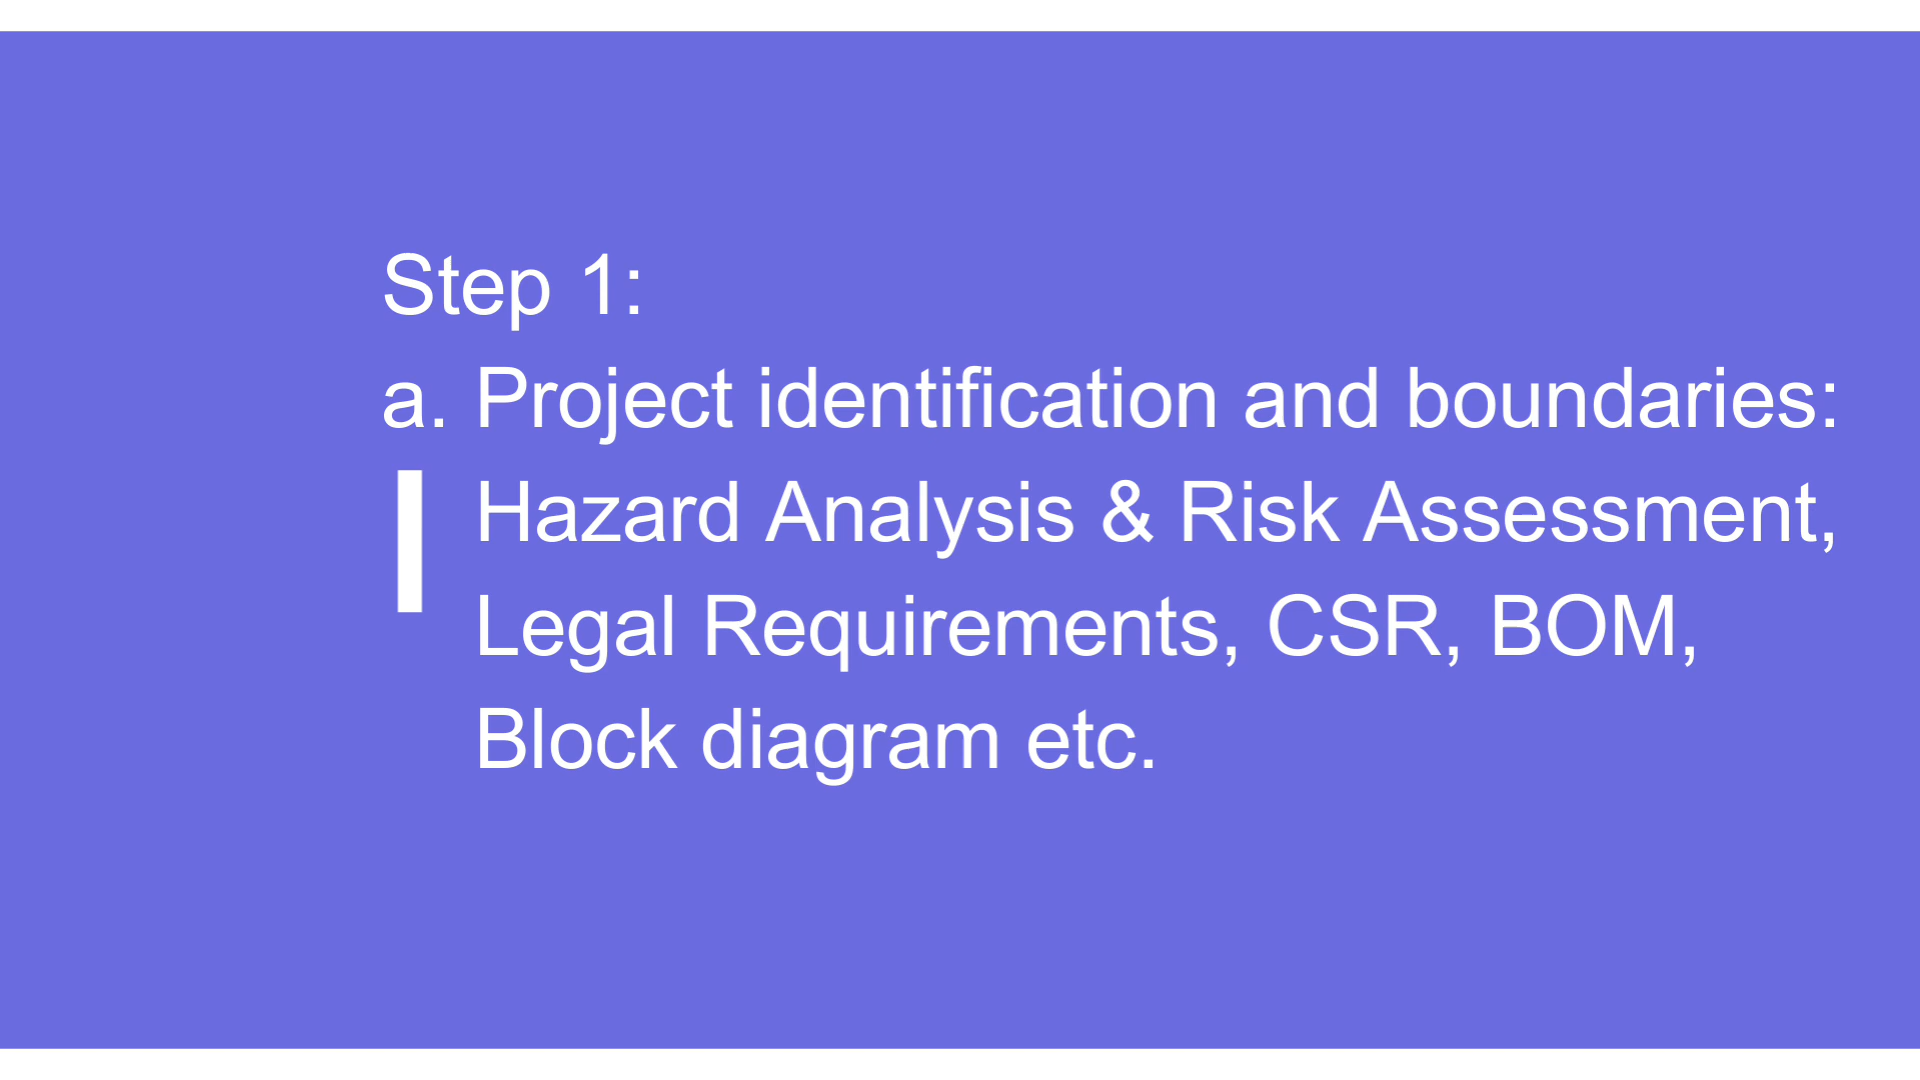 Step 1:
a. Project identification and boundaries:
Hazard Analysis & Risk Assessment,
Legal Requirements, CSR, BOM,
Block diagram etc.